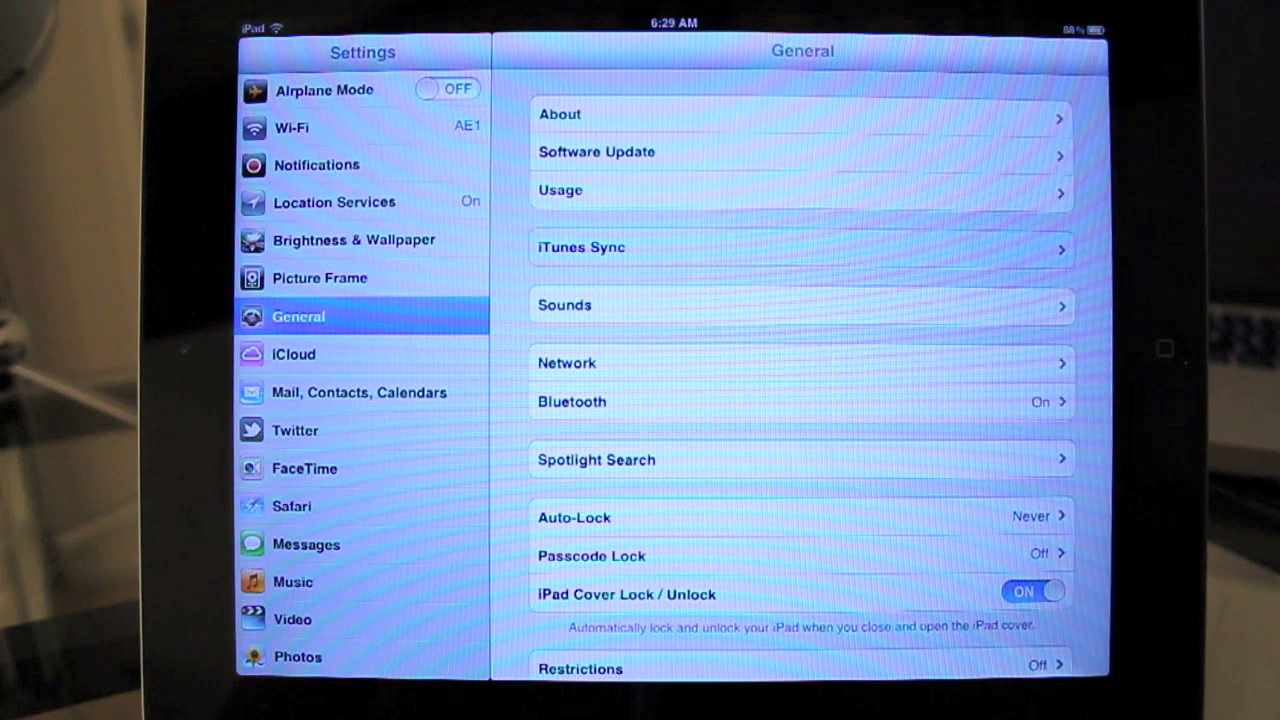 iPad 6:29 AM 88%
Settings
Airplane Mode OFF
Wi-Fi AE1
Notifications
Location Services On
Brightness & Wallpaper
Picture Frame
General
iCloud
Mail, Contacts, Calendars
Twitter
FaceTime
Safari
Messages
Music
Video
Photos
General
About
Software Update
Usage
iTunes Sync
Sounds
Network
Bluetooth On
Spotlight Search
Auto-Lock Never
Passcode Lock Off
iPad Cover Lock / Unlock ON
Automatically lock and unlock your iPad when you close and open the iPad cover.
Restrictions Off